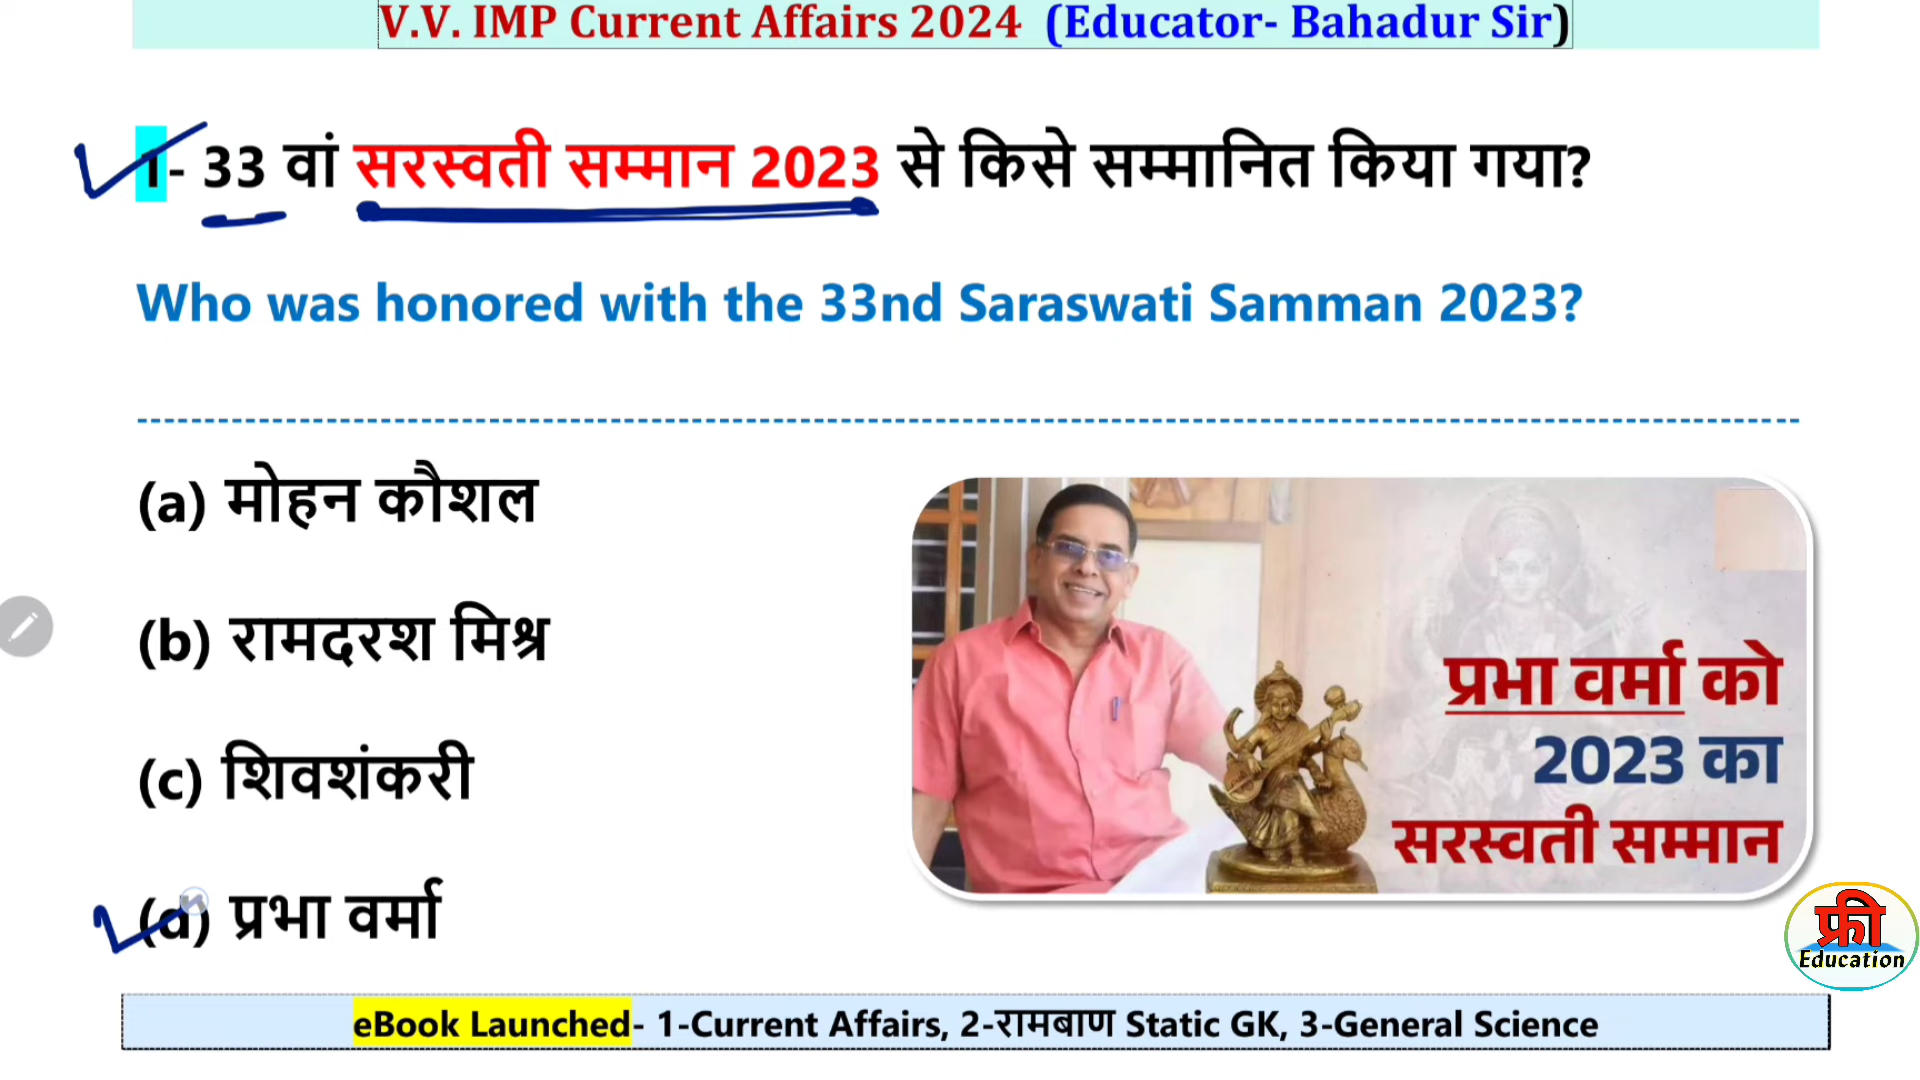 V.V. IMP Current Affairs 2024 (Educator- Bahadur Sir)
1- 33 वां सरस्वती सम्मान 2023 से किसे सम्मानित किया गया?
Who was honored with the 33nd Saraswati Samman 2023?
(a) मोहन कौशल
(b) रामदरश मिश्र
(c) शिवशंकरी
(d) प्रभा वर्मा
प्रभा वर्मा को
2023 का
सरस्वती सम्मान
फ्री
Education
eBook Launched- 1-Current Affairs, 2-रामबाण Static GK, 3-General Science